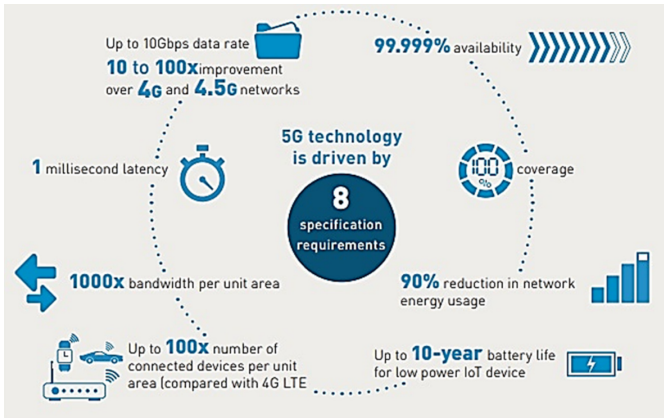 Up to 10Gbps data rate
10 to 100x improvement
over 4G and 4.5G networks
1 millisecond latency
1000x bandwidth per unit area
Up to 100x number of
connected devices per unit
area (compared with 4G LTE
5G technology
is driven by
8
specification
requirements
99.999% availability
100
%
coverage
90% reduction in network
energy usage
Up to 10-year battery life
for low power IoT device